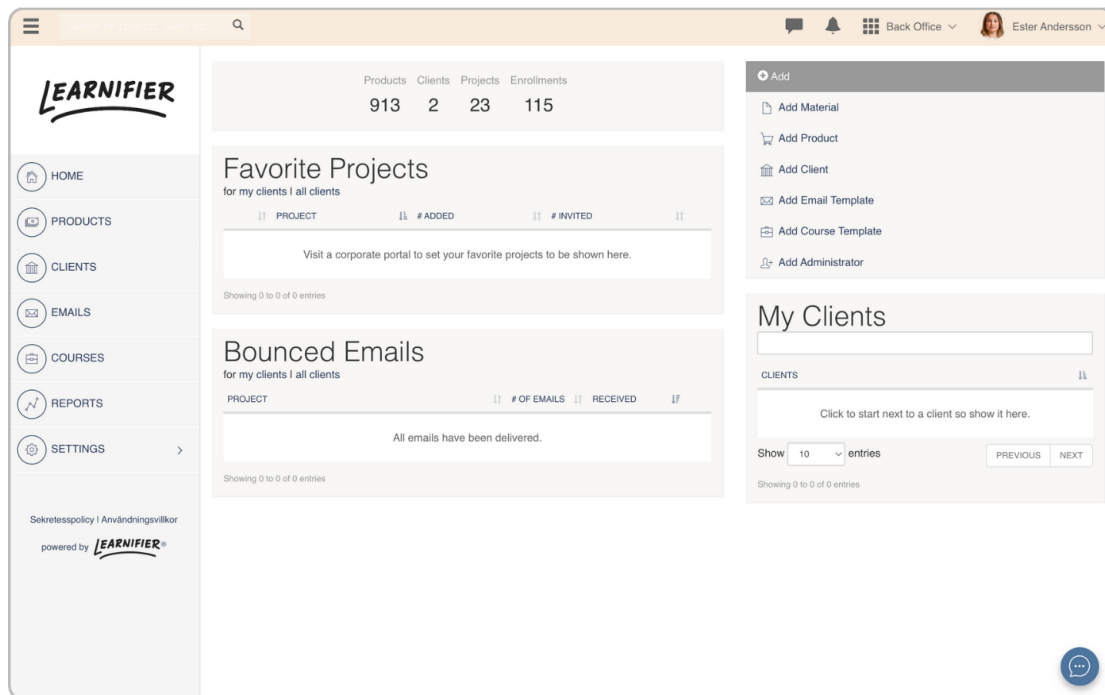 Search for projects, users etc.
Back Office
Ester Andersson
LEARNIFIER
HOME
PRODUCTS
CLIENTS
EMAILS
COURSES
REPORTS
SETTINGS
Sekretesspolicy | Användningsvillkor
powered by LEARNIFIER®
Products Clients Projects Enrollments
913 2 23 115
Favorite Projects
for my clients | all clients
PROJECT # ADDED # INVITED
Visit a corporate portal to set your favorite projects to be shown here.
Showing 0 to 0 of 0 entries
Bounced Emails
for my clients | all clients
PROJECT # OF EMAILS RECEIVED
All emails have been delivered.
Showing 0 to 0 of 0 entries
Add
Add Material
Add Product
Add Client
Add Email Template
Add Course Template
Add Administrator
My Clients
CLIENTS
Click to start next to a client so show it here.
Show 10 entries
PREVIOUS NEXT
Showing 0 to 0 of 0 entries